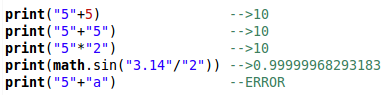 print("5"+5)                -->10
print("5"+"5")              -->10
print("5"*"2")              -->10
print(math.sin("3.14"/"2")) -->0.99999968293183
print("5"+"a")              --ERROR